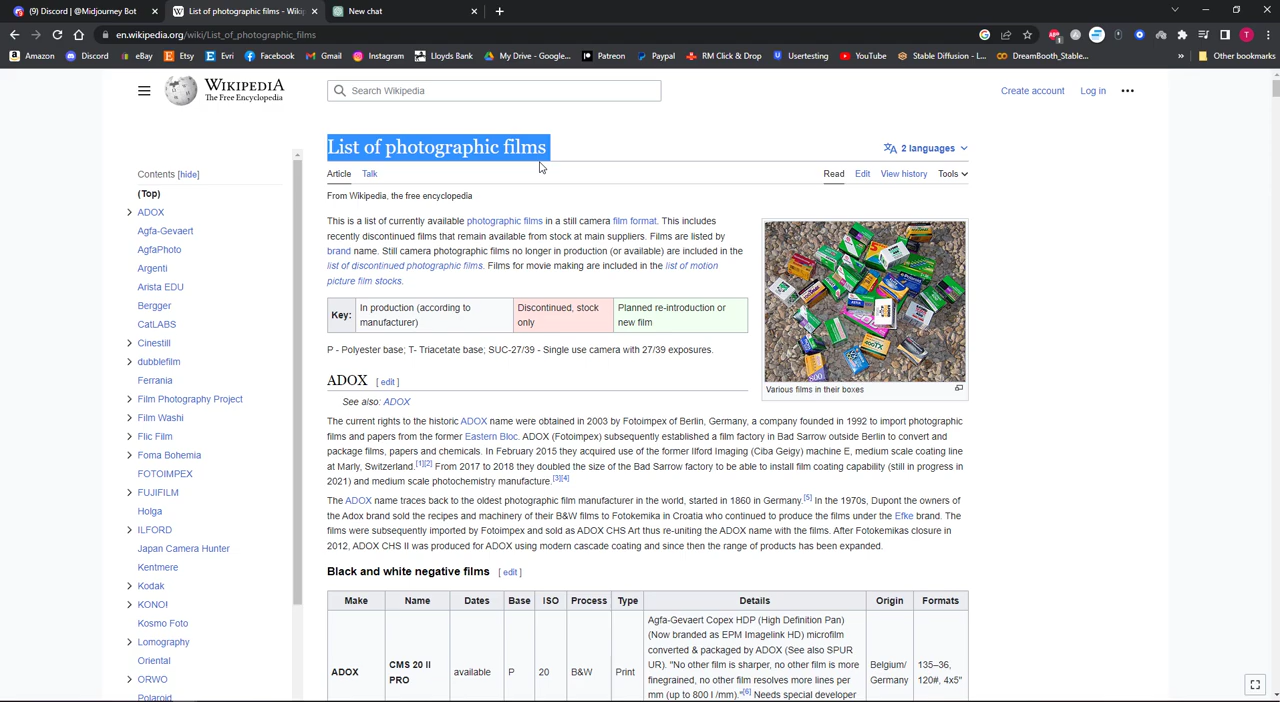 (9) Discord | @Midjourney Bot
List of photographic films - Wiki
New chat
en.wikipedia.org/wiki/List_of_photographic_films
Amazon
Discord
eBay
Etsy
Evri
Facebook
Gmail
Instagram
Lloyds Bank
My Drive - Google...
Patreon
Paypal
RM Click & Drop
Usertesting
YouTube
Stable Diffusion - L...
DreamBooth_Stable...
Other bookmarks
WIKIPEDIA
The Free Encyclopedia
Search Wikipedia
Create account
Log in
List of photographic films
2 languages
Article
Talk
Read
Edit
View history
Tools
From Wikipedia, the free encyclopedia
Contents [hide]
(Top)
ADOX
Agfa-Gevaert
AgfaPhoto
Argenti
Arista EDU
Bergger
CatLABS
Cinestill
dubblefilm
Ferrania
Film Photography Project
Film Washi
Flic Film
Foma Bohemia
FOTOIMPEX
FUJIFILM
Holga
ILFORD
Japan Camera Hunter
Kentmere
Kodak
KONO!
Kosmo Foto
Lomography
Oriental
ORWO
Polaroid
This is a list of currently available photographic films in a still camera film format. This includes
recently discontinued films that remain available from stock at main suppliers. Films are listed by
brand name. Still camera photographic films no longer in production (or available) are included in the
list of discontinued photographic films. Films for movie making are included in the list of motion
picture film stocks.
Key:
In production (according to
manufacturer)
Discontinued, stock
only
Planned re-introduction or
new film
P - Polyester base; T- Triacetate base; SUC-27/39 - Single use camera with 27/39 exposures.
Various films in their boxes
ADOX [ edit ]
See also: ADOX
The current rights to the historic ADOX name were obtained in 2003 by Fotoimpex of Berlin, Germany, a company founded in 1992 to import photographic
films and papers from the former Eastern Bloc. ADOX (Fotoimpex) subsequently established a film factory in Bad Sarrow outside Berlin to convert and
package films, papers and chemicals. In February 2015 they acquired use of the former Ilford Imaging (Ciba Geigy) machine E, medium scale coating line
at Marly, Switzerland.[1][2] From 2017 to 2018 they doubled the size of the Bad Sarrow factory to be able to install film coating capability (still in progress in
2021) and medium scale photochemistry manufacture.[3][4]
The ADOX name traces back to the oldest photographic film manufacturer in the world, started in 1860 in Germany.[5] In the 1970s, Dupont the owners of
the Adox brand sold the recipes and machinery of their B&W films to Fotokemika in Croatia who continued to produce the films under the Efke brand. The
films were subsequently imported by Fotoimpex and sold as ADOX CHS Art thus re-uniting the ADOX name with the films. After Fotokemikas closure in
2012, ADOX CHS II was produced for ADOX using modern cascade coating and since then the range of products has been expanded.
Black and white negative films [ edit ]
Make
Name
Dates
Base
ISO
Process
Type
Details
Origin
Formats
ADOX
CMS 20 II
PRO
available
P
20
B&W
Print
Agfa-Gevaert Copex HDP (High Definition Pan)
(Now branded as EPM Imagelink HD) microfilm
converted & packaged by ADOX (See also SPUR
UR). "No other film is sharper, no other film is more
finegrained, no other film resolves more lines per
mm (up to 800 l /mm)."[6] Needs special developer
Belgium/
Germany
135–36,
120#, 4x5"